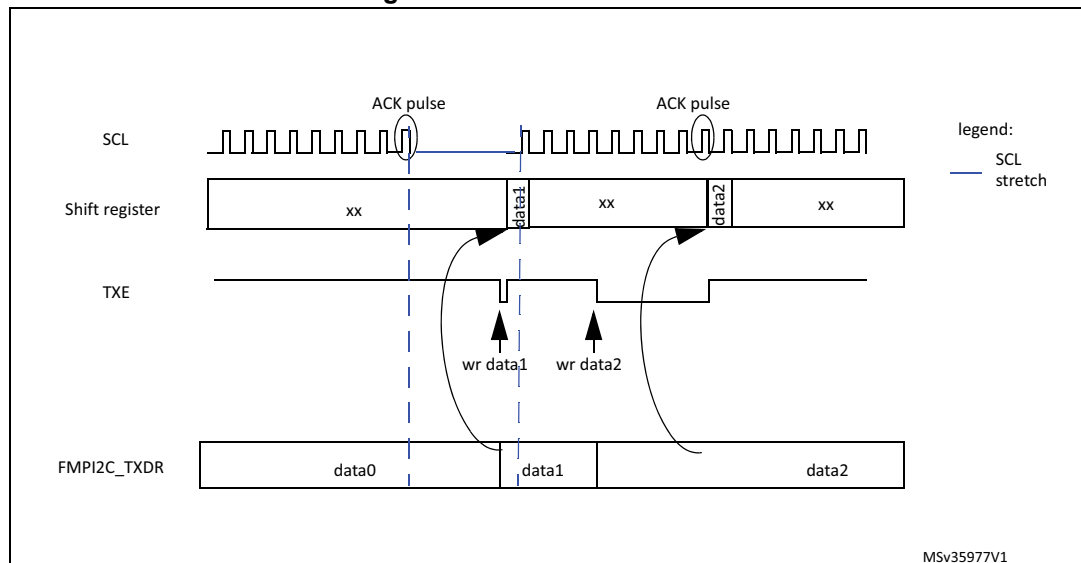 ACK pulse ACK pulse
SCL
legend:
SCL
stretch
Shift register
xx
data1
xx
data2
xx
TXE
wr data1 wr data2
FMPI2C_TXDR
data0 data1 data2
MSv35977V1